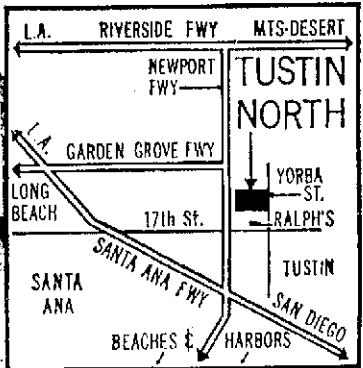 L.A. RIVERSIDE FWY MTS-DESERT
NEWPORT
FWY
TUSTIN
NORTH
L.A.
GARDEN GROVE FWY
LONG
BEACH
YORBA
ST.
17th St.
RALPH'S
SANTA ANA FWY
TUSTIN
SANTA
ANA
SAN DIEGO
BEACHES & HARBORS